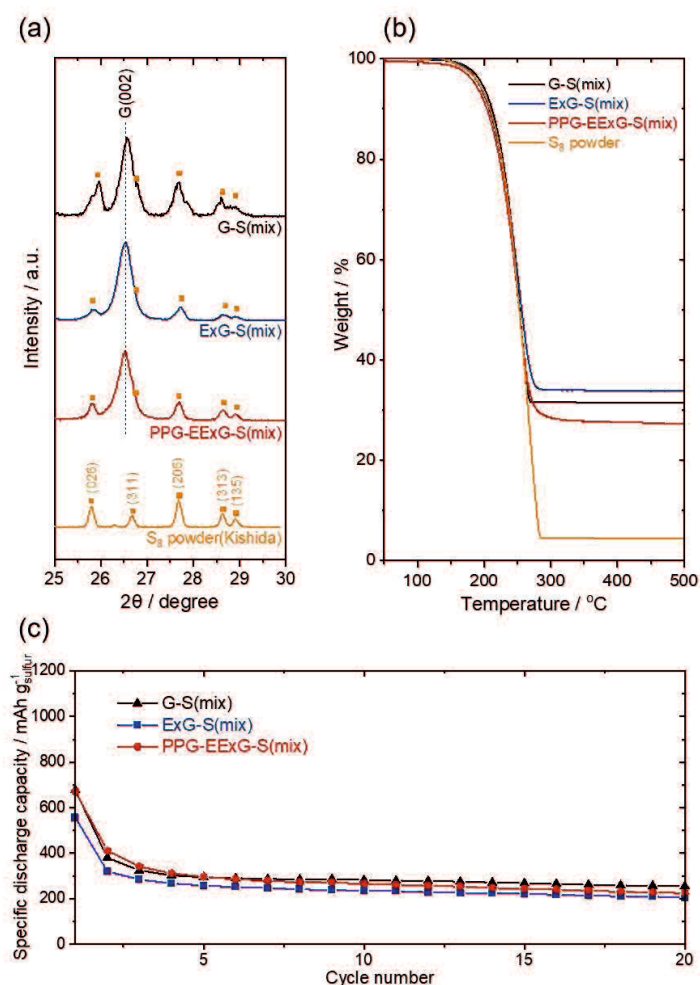 (a)
G(002)
G-S(mix)
ExG-S(mix)
PPG-EExG-S(mix)
(026)
(311)
(206)
(313)
(135)
S₈ powder(Kishida)
Intensity / a.u.
25 26 27 28 29 30
2θ / degree
(b)
G-S(mix)
ExG-S(mix)
PPG-EExG-S(mix)
S₈ powder
100
80
60
40
20
0
Weight / %
100 200 300 400 500
Temperature / °C
(c)
G-S(mix)
ExG-S(mix)
PPG-EExG-S(mix)
1200
1000
800
600
400
200
0
Specific discharge capacity / mAh g⁻¹sulfur
5 10 15 20
Cycle number